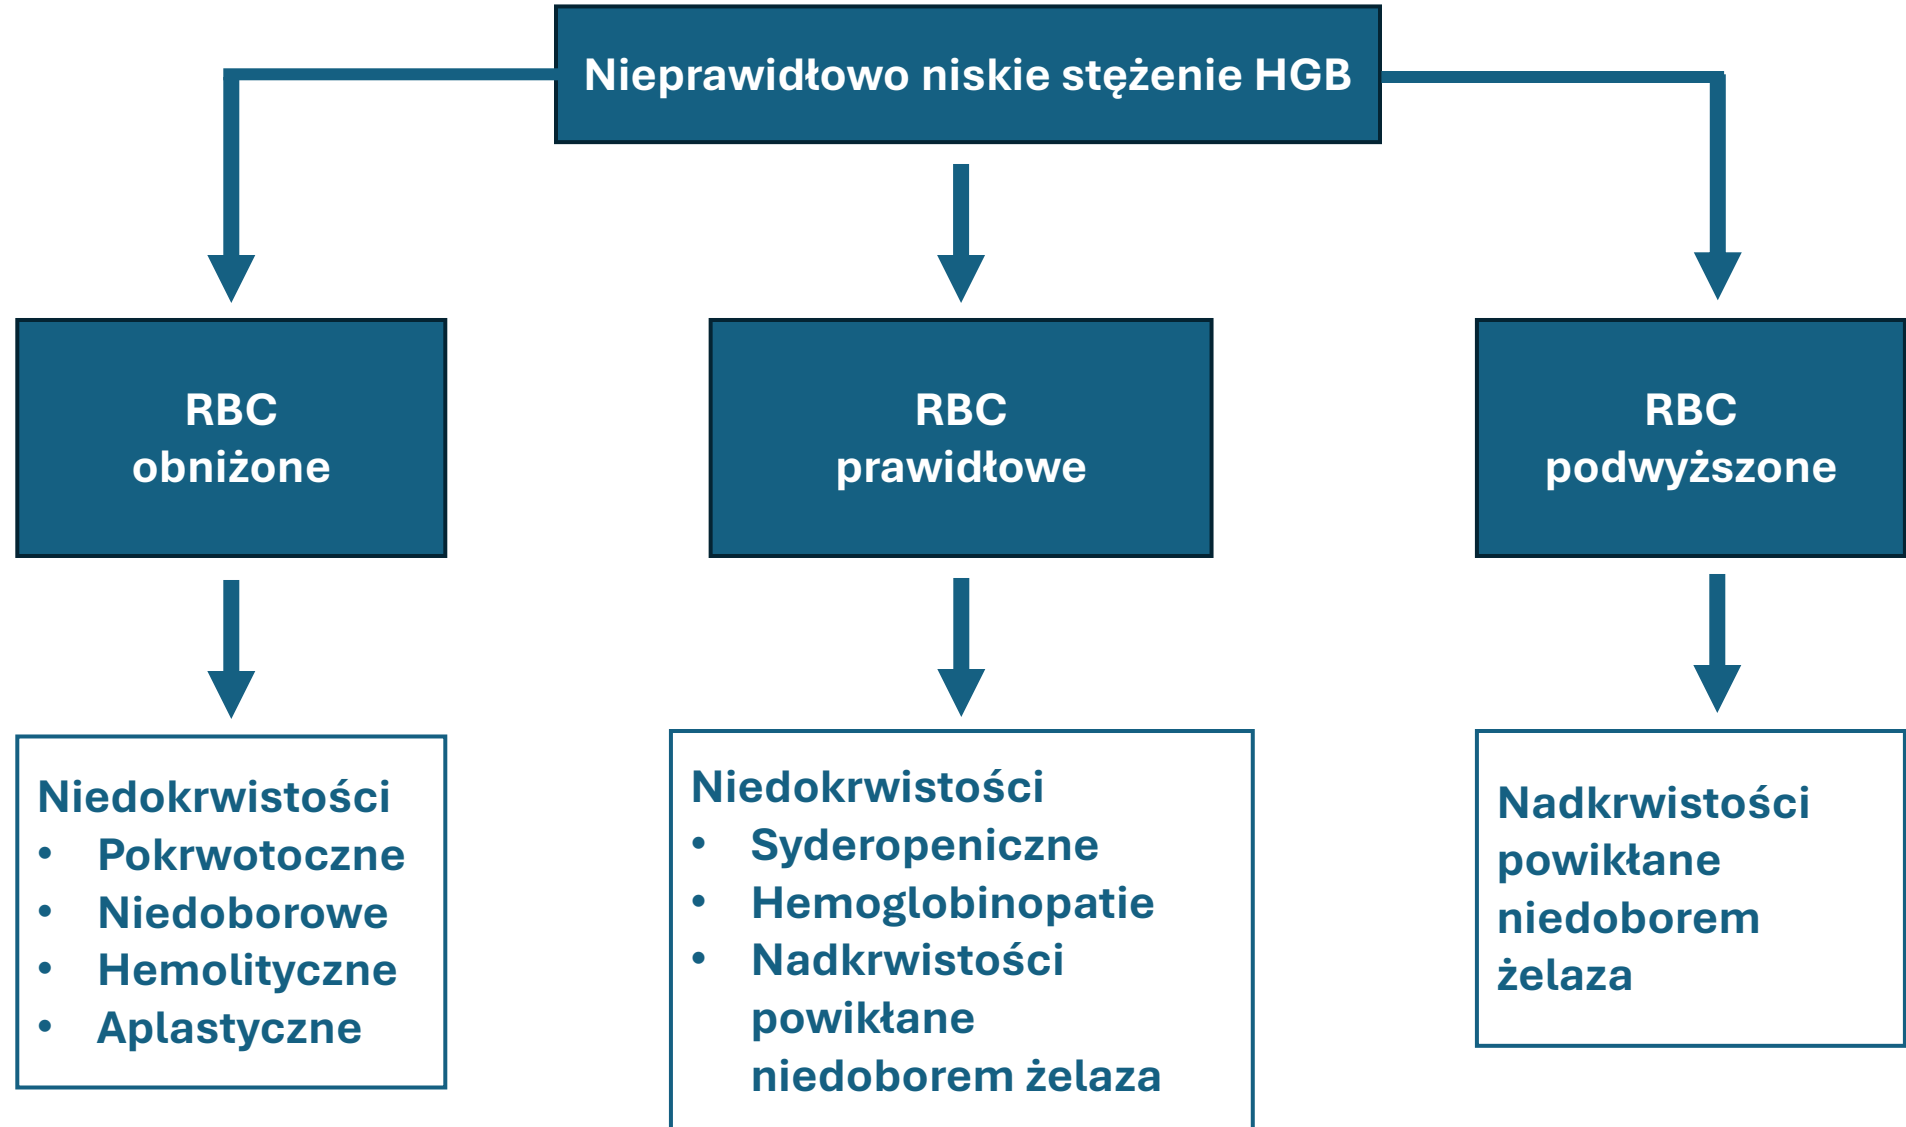 Nieprawidłowo niskie stężenie HGB
RBC
obniżone
RBC
prawidłowe
RBC
podwyższone
Niedokrwistości
• Pokrwotoczne
• Niedoborowe
• Hemolityczne
• Aplastyczne
Niedokrwistości
• Syderopeniczne
• Hemoglobinopatie
• Nadkrwistości
powikłane
niedoborem żelaza
Nadkrwistości
powikłane
niedoborem
żelaza